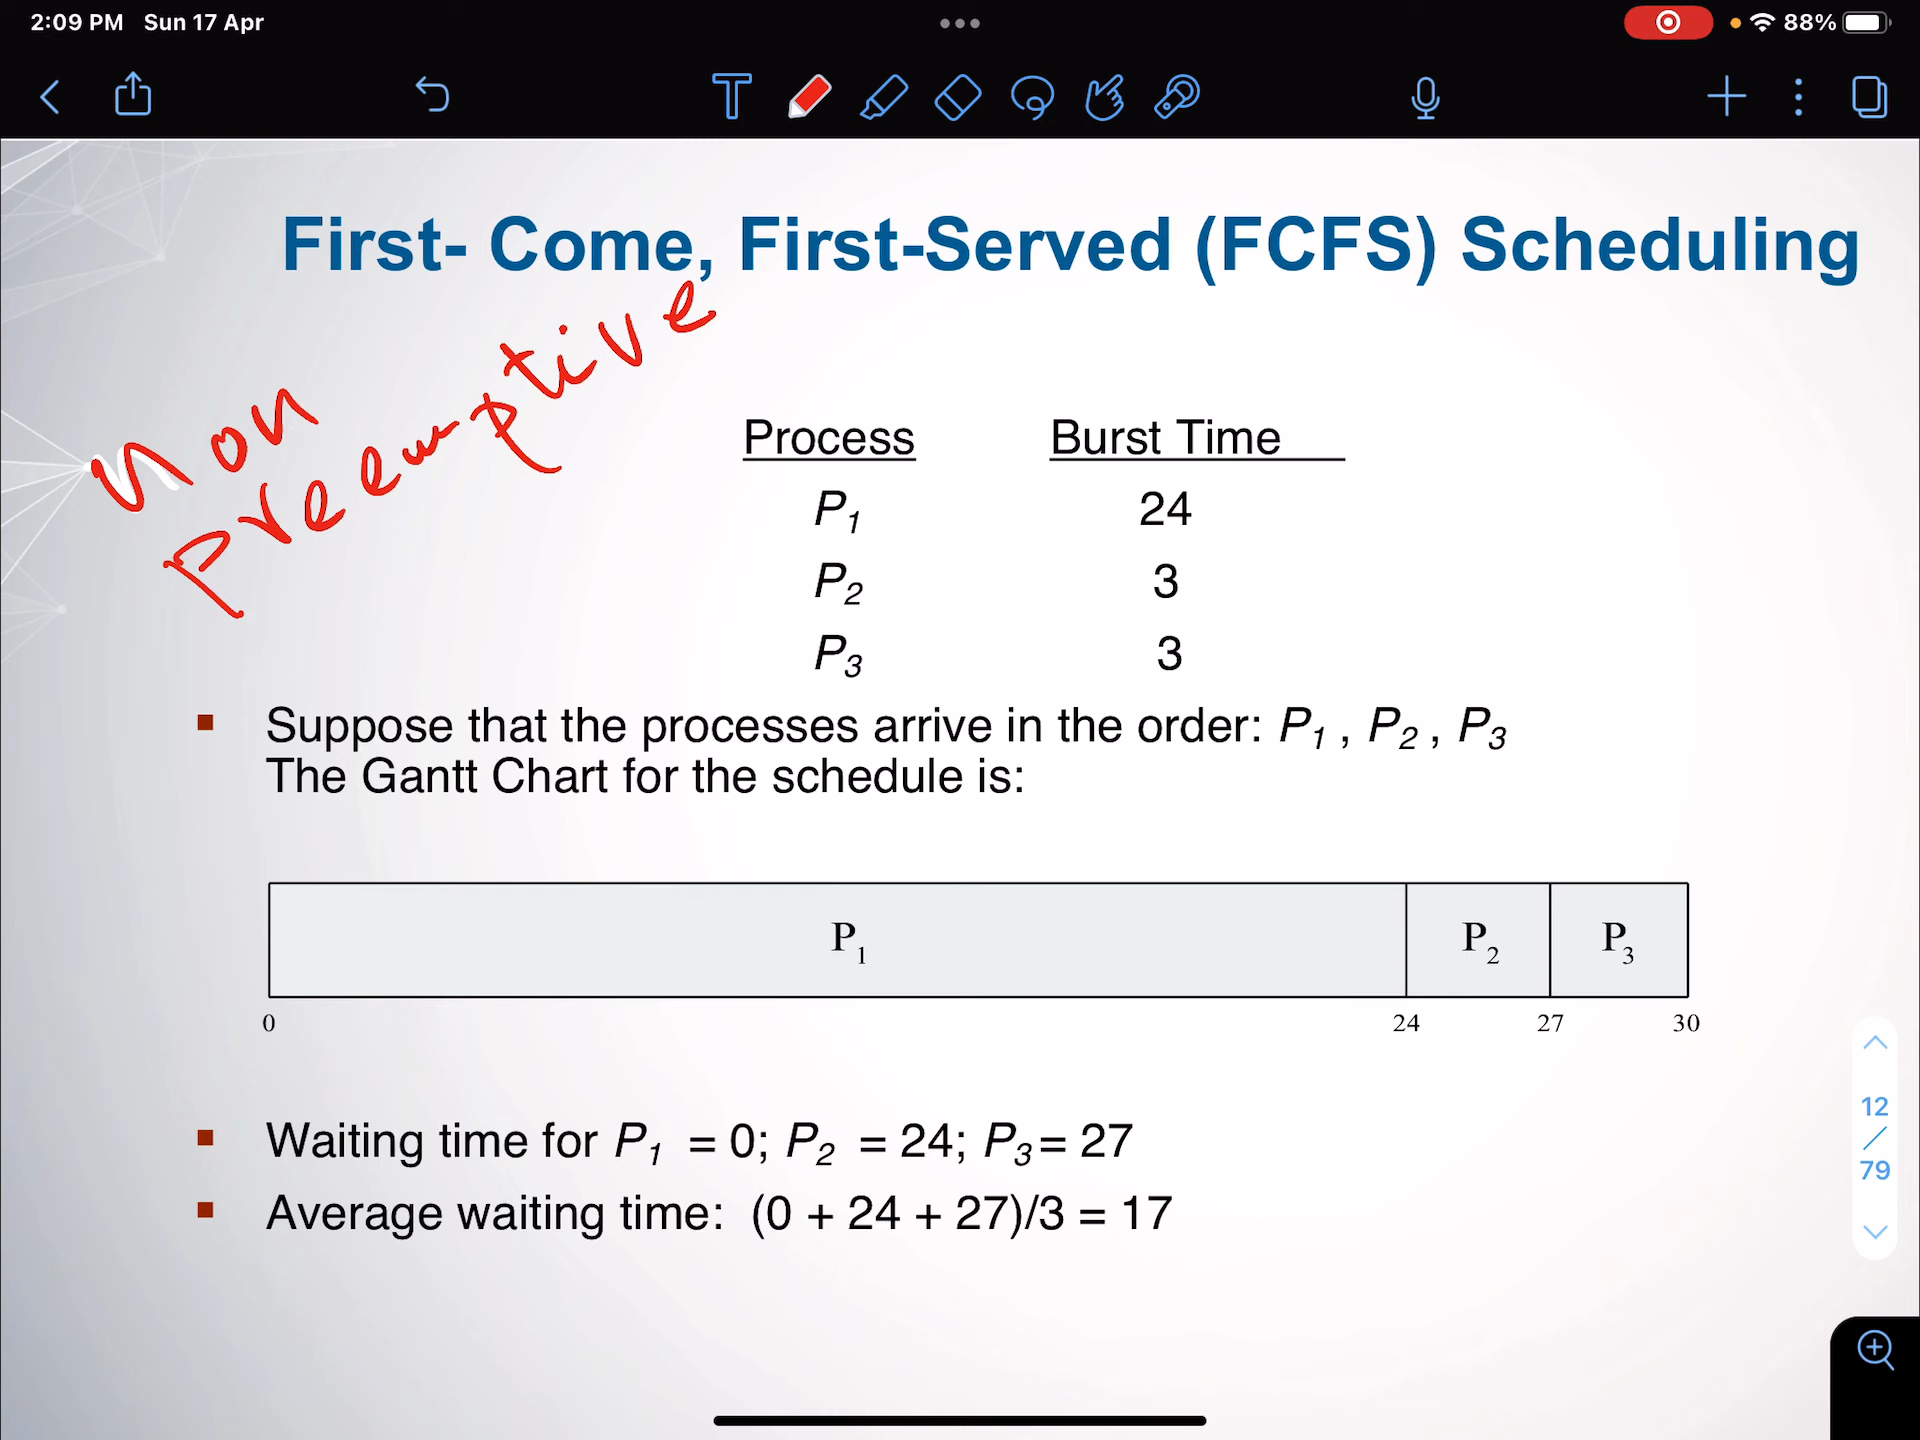 2:09 PM Sun 17 Apr
88%
First- Come, First-Served (FCFS) Scheduling
non
preemptive
Process Burst Time
P1 24
P2 3
P3 3
Suppose that the processes arrive in the order: P1 , P2 , P3
The Gantt Chart for the schedule is:
P1 P2 P3
0 24 27 30
12
/
79
Waiting time for P1 = 0; P2 = 24; P3 = 27
Average waiting time: (0 + 24 + 27)/3 = 17